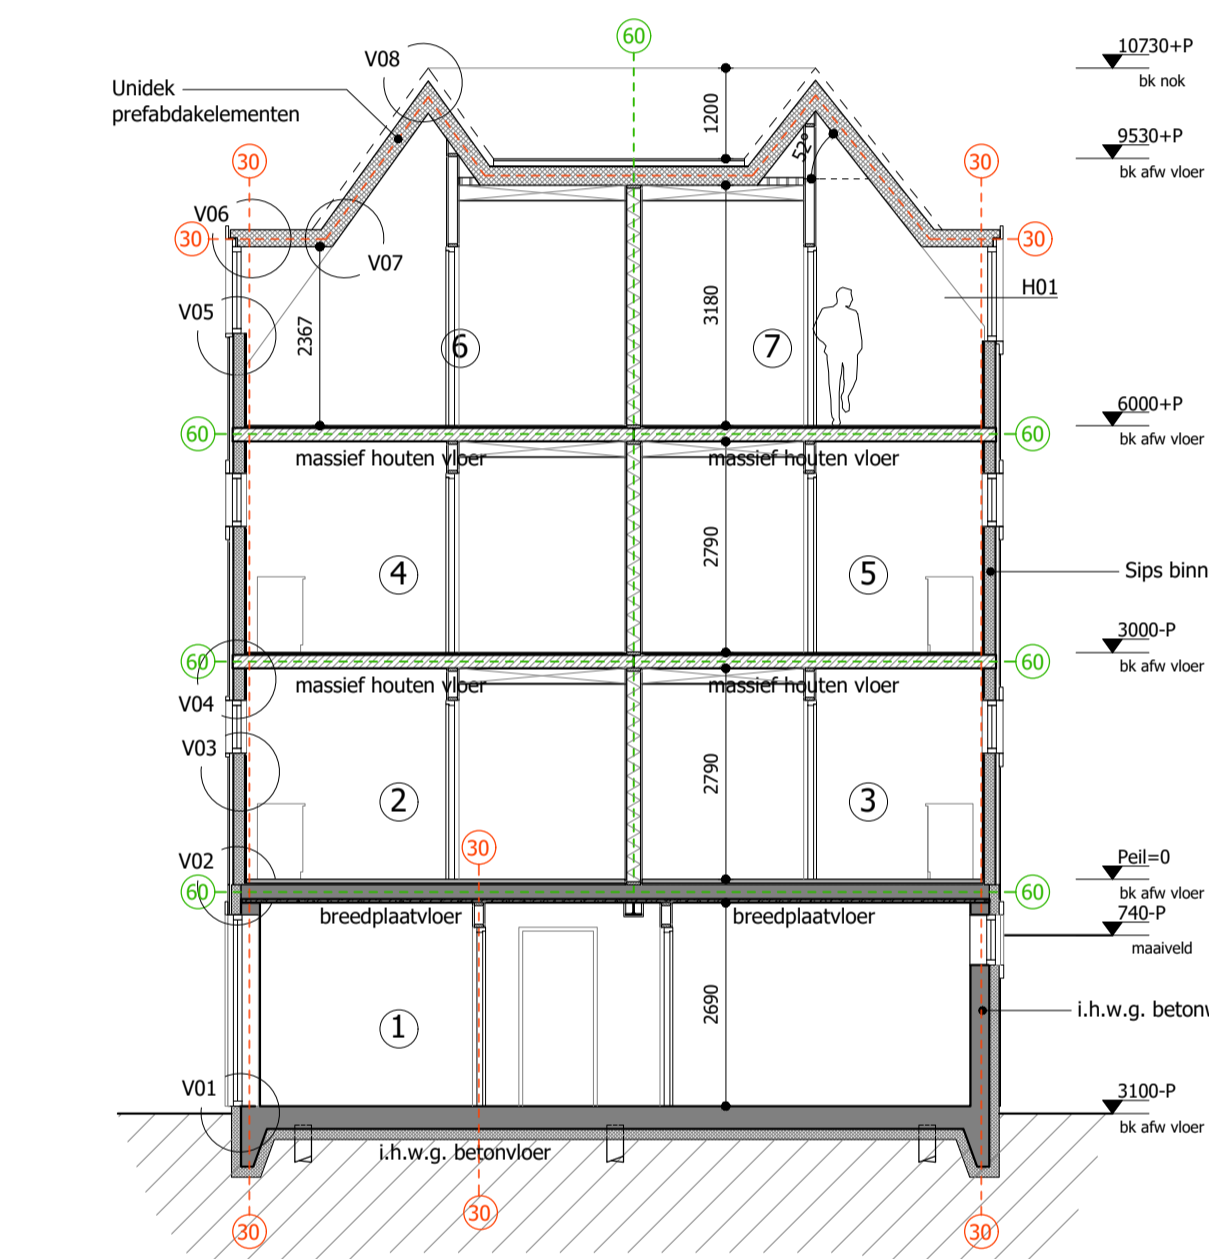 60
10730+P
bk nok
V08
Unidek
prefabdakelementen
1200
9530+P
bk afw vloer
52°
30
30
V06
30
30
V07
H01
V05
2367
3180
6
7
6000+P
bk afw vloer
60
60
massief houten vloer
massief houten vloer
2790
4
5
Sips binn
3000-P
bk afw vloer
60
60
massief houten vloer
massief houten vloer
V04
V03
2790
2
3
30
V02
Peil=0
bk afw vloer
60
60
breedplaatvloer
breedplaatvloer
740-P
maaiveld
2690
1
i.h.w.g. beton
V01
3100-P
bk afw vloer
i.h.w.g. betonvloer
30
30
30